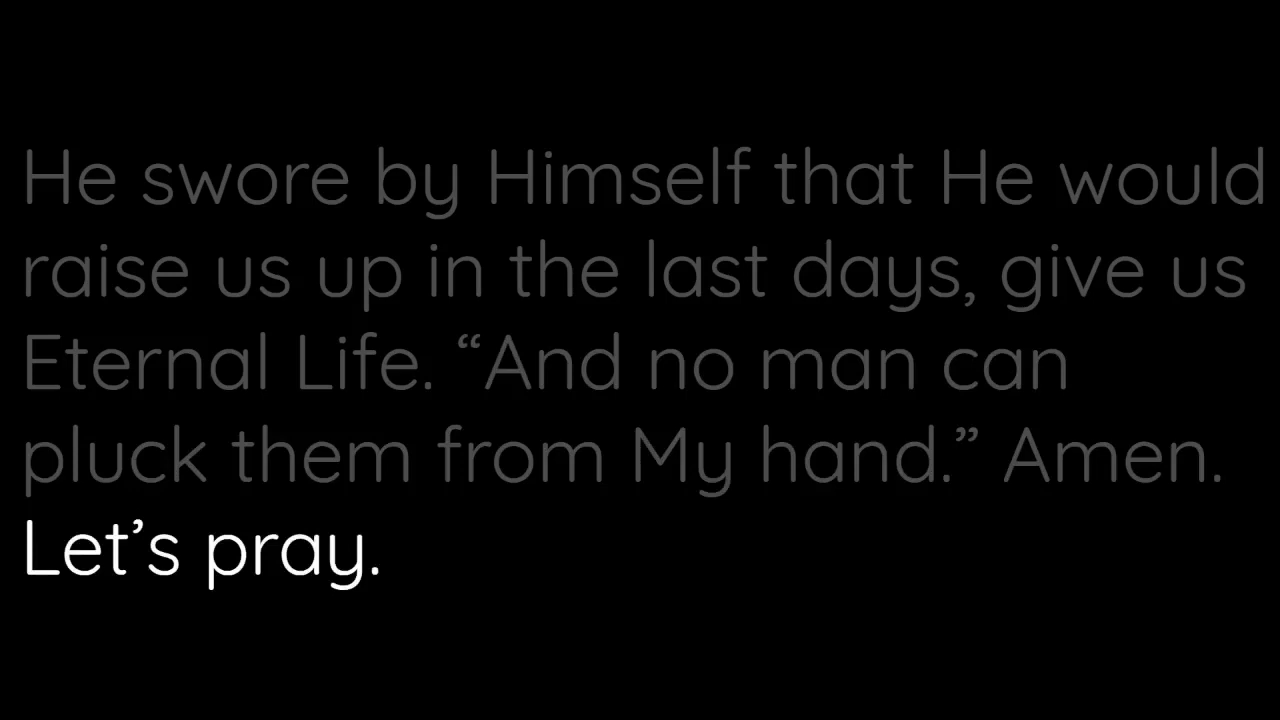 He swore by Himself that He would
raise us up in the last days, give us
Eternal Life. “And no man can
pluck them from My hand.” Amen.
Let’s pray.